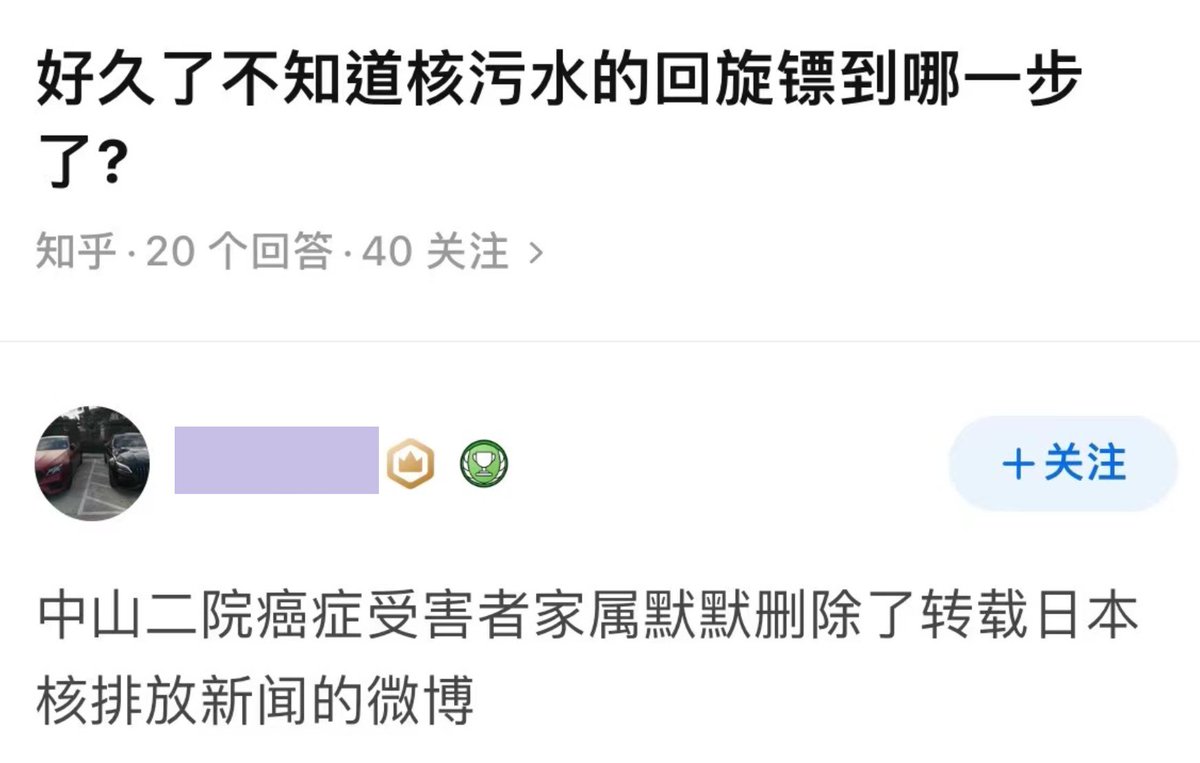 好久了不知道核污水的回旋镖到哪一步
了?
知乎 · 20 个回答 · 40 关注 >
+关注
中山二院癌症受害者家属默默删除了转载日本
核排放新闻的微博